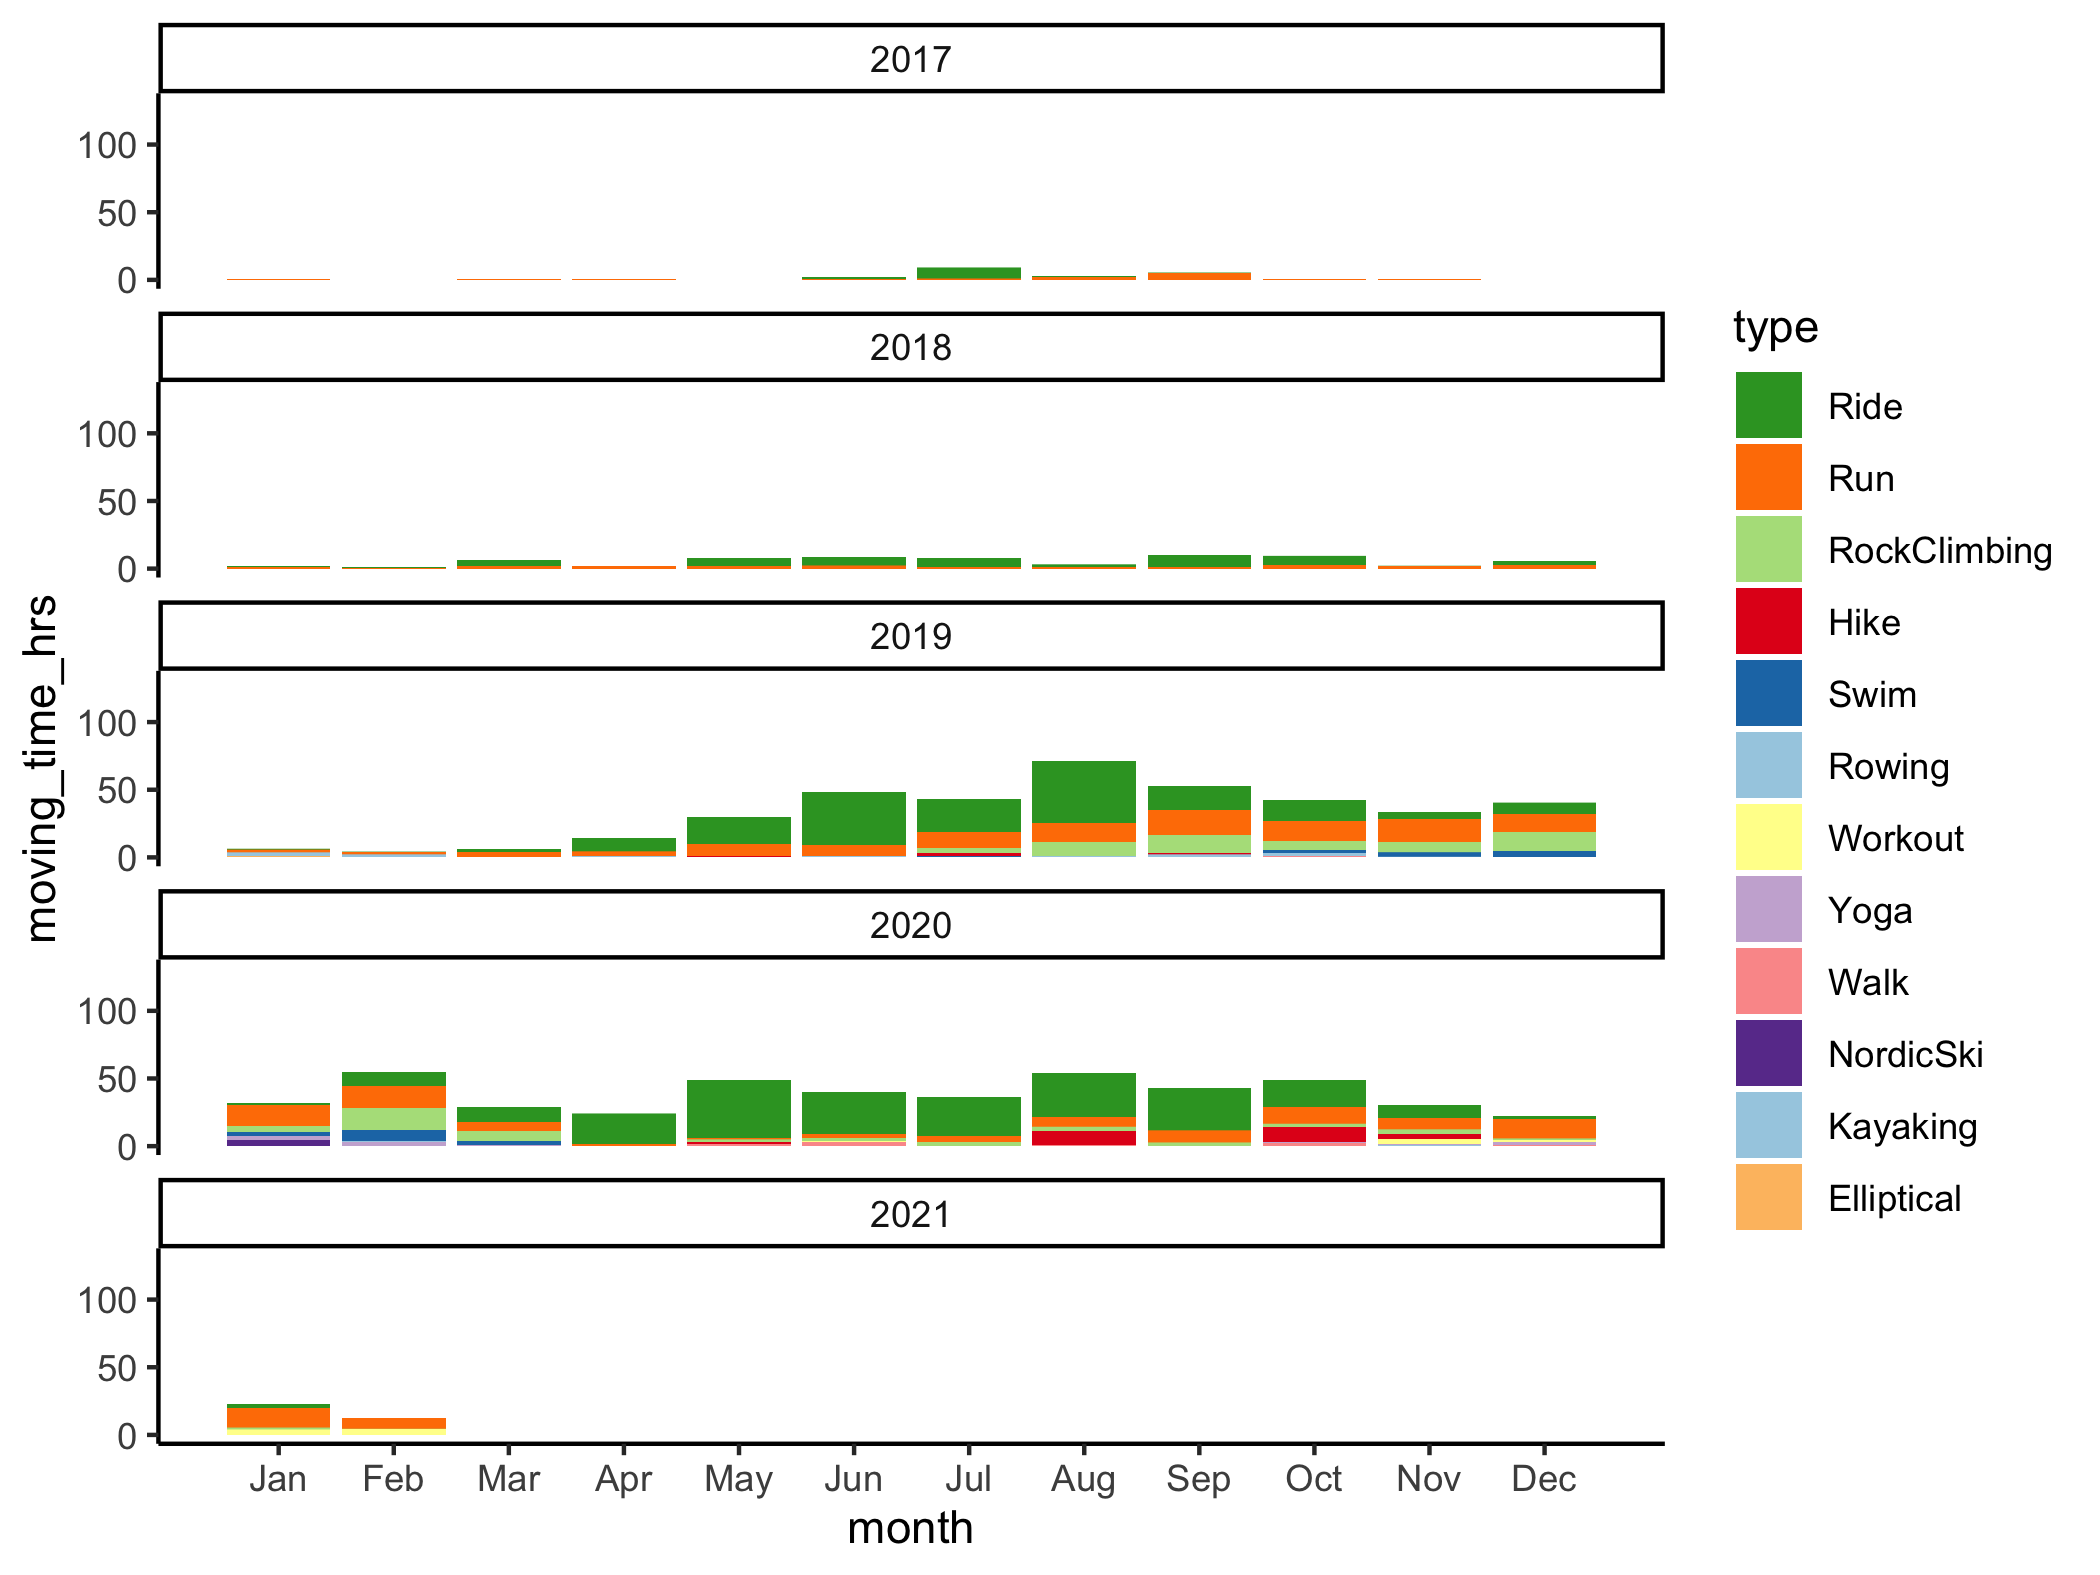 2017
100
50
0
2018
100
50
0
2019
100
50
0
2020
100
50
0
2021
100
50
0
Jan Feb Mar Apr May Jun Jul Aug Sep Oct Nov Dec
month
moving_time_hrs
type
Ride
Run
RockClimbing
Hike
Swim
Rowing
Workout
Yoga
Walk
NordicSki
Kayaking
Elliptical